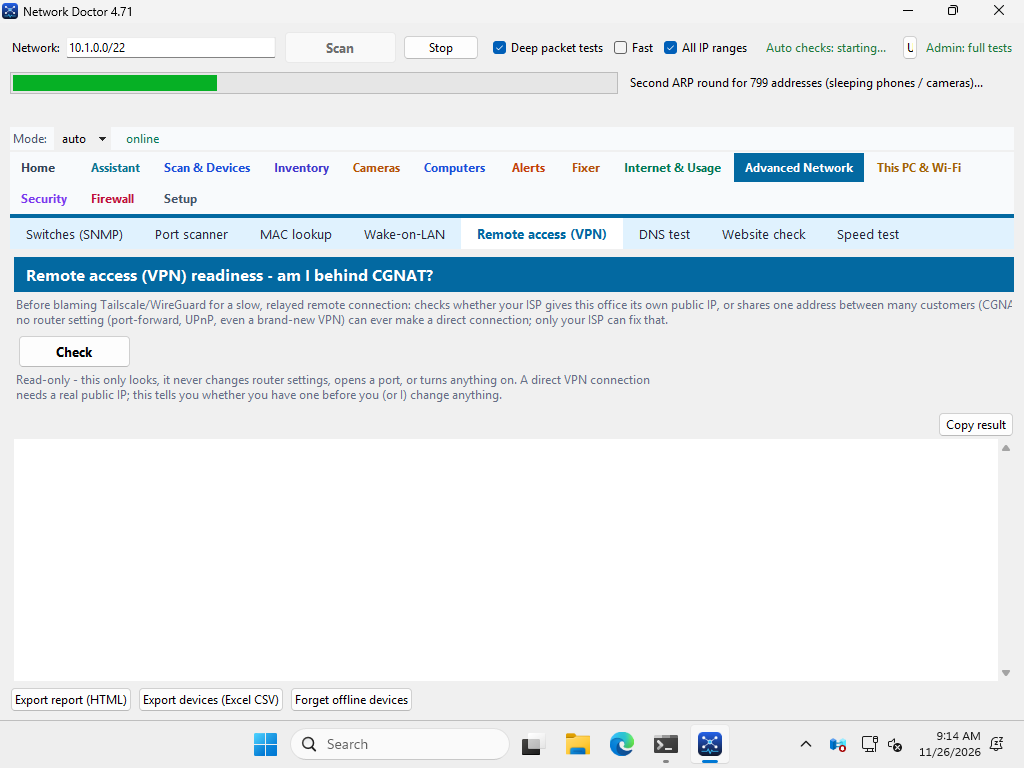 Network Doctor 4.71
Network: 10.1.0.0/22 Scan Stop Deep packet tests Fast All IP ranges Auto checks: starting... Admin: full tests
Second ARP round for 799 addresses (sleeping phones / cameras)...
Mode: auto online
Home Assistant Scan & Devices Inventory Cameras Computers Alerts Fixer Internet & Usage Advanced Network This PC & Wi-Fi
Security Firewall Setup
Switches (SNMP) Port scanner MAC lookup Wake-on-LAN Remote access (VPN) DNS test Website check Speed test
Remote access (VPN) readiness - am I behind CGNAT?
Before blaming Tailscale/WireGuard for a slow, relayed remote connection: checks whether your ISP gives this office its own public IP, or shares one address between many customers (CGNA
no router setting (port-forward, UPnP, even a brand-new VPN) can ever make a direct connection; only your ISP can fix that.
Check
Read-only - this only looks, it never changes router settings, opens a port, or turns anything on. A direct VPN connection
needs a real public IP; this tells you whether you have one before you (or I) change anything.
Copy result
Export report (HTML) Export devices (Excel CSV) Forget offline devices
Search
9:14 AM
11/26/2026